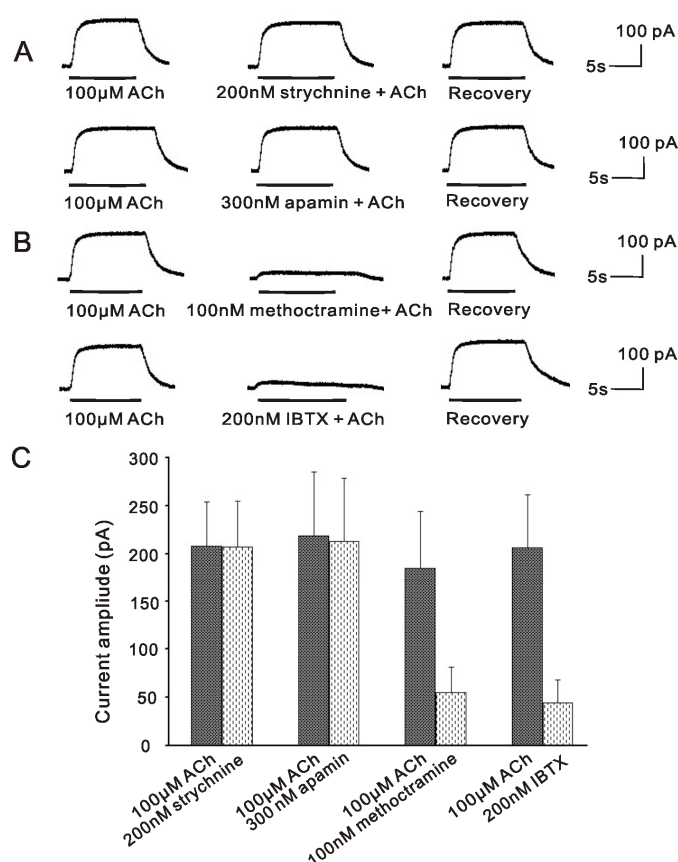 A
100 pA
5s
100µM ACh
200nM strychnine + ACh
Recovery
100 pA
5s
100µM ACh
300nM apamin + ACh
Recovery
B
100 pA
5s
100µM ACh
100nM methoctramine+ ACh
Recovery
100 pA
5s
100µM ACh
200nM IBTX + ACh
Recovery
C
Current ampliude (pA)
300
250
200
150
100
50
0
100µM ACh
200nM strychnine
100µM ACh
300 nM apamin
100µM ACh
100nM methoctramine
100µM ACh
200nM IBTX